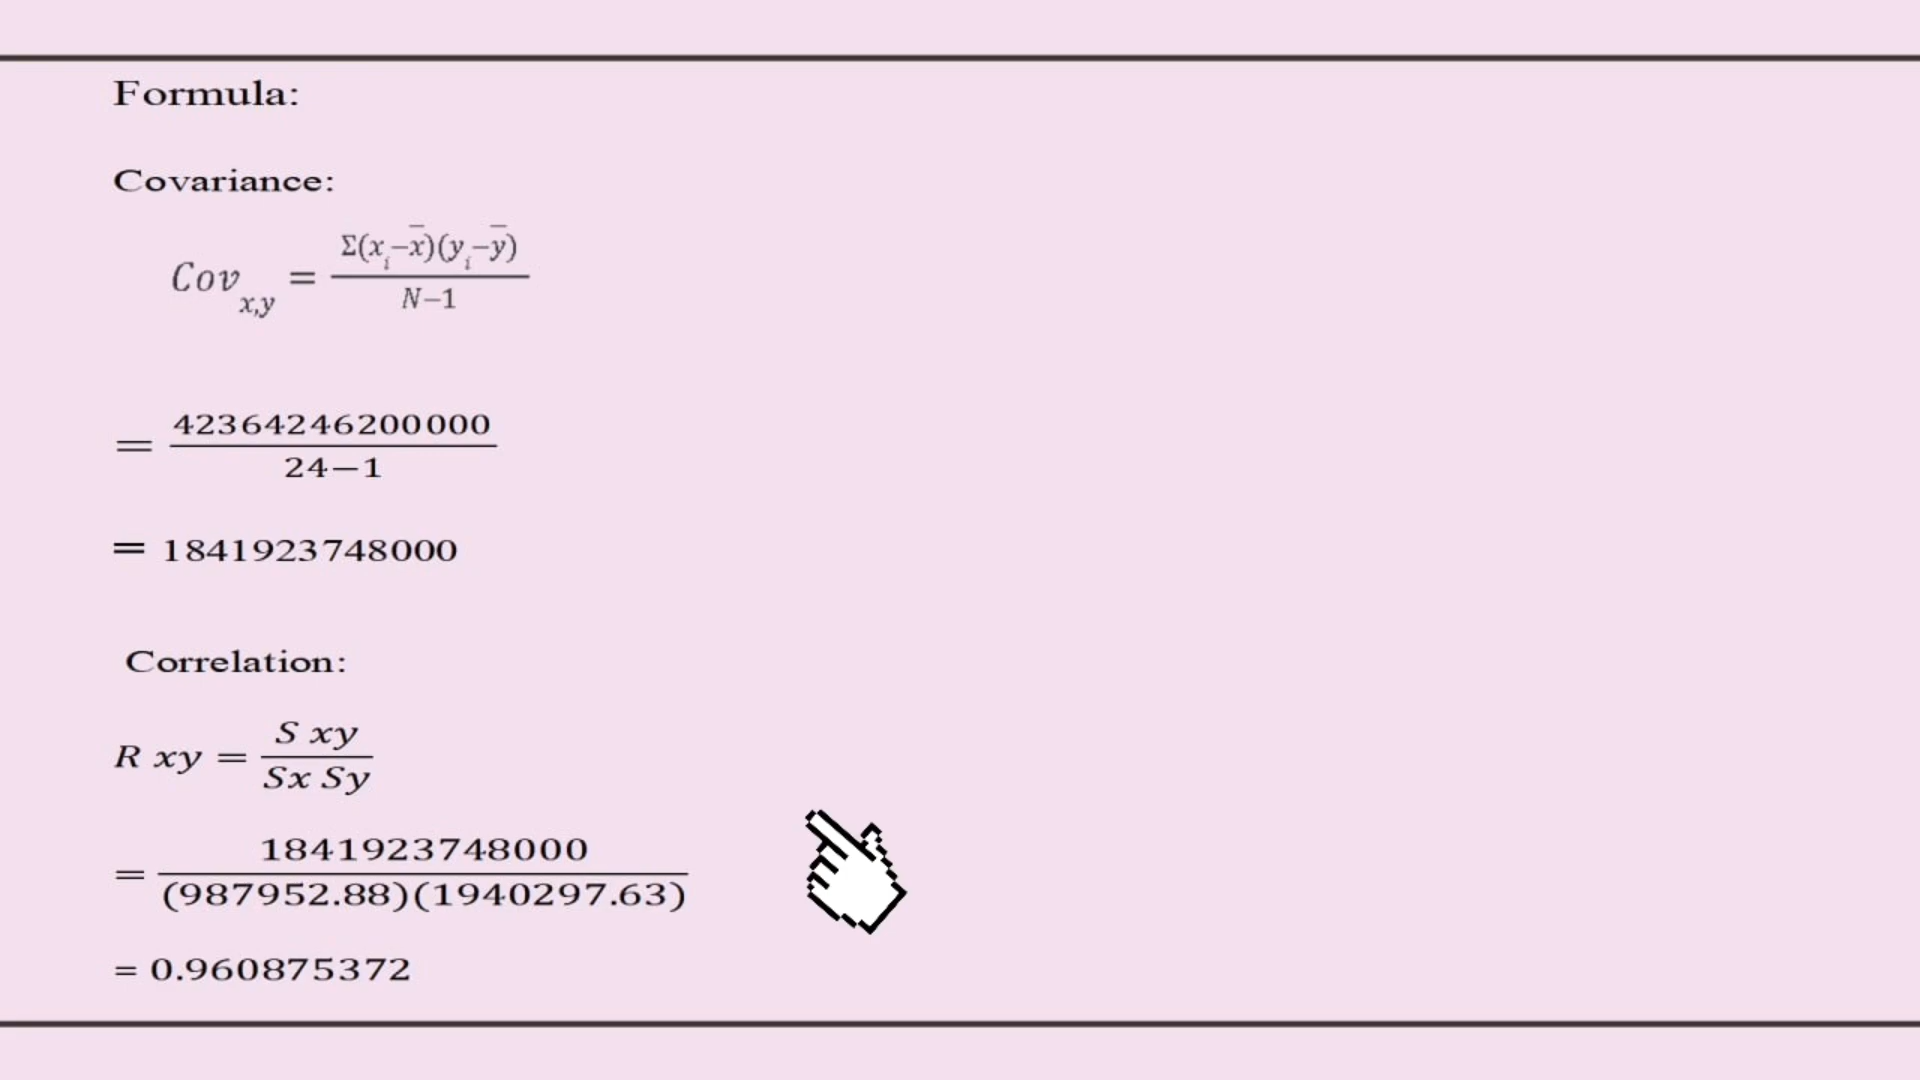 Formula:
Covariance:
Cov x,y = Σ(xi−x̅)(yi−y̅) / N−1
= 42364246200000 / 24−1
= 1841923748000
Correlation:
R xy = S xy / Sx Sy
= 1841923748000 / (987952.88)(1940297.63)
= 0.960875372